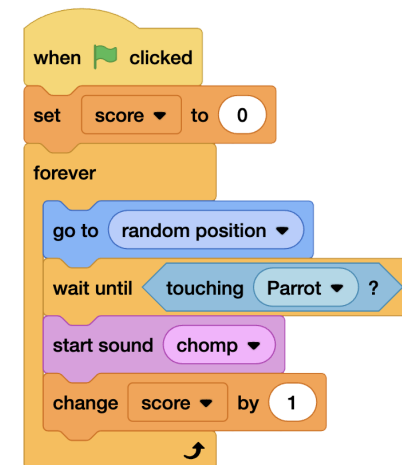 when clicked
set score to 0
forever
go to random position
wait until touching Parrot ?
start sound chomp
change score by 1